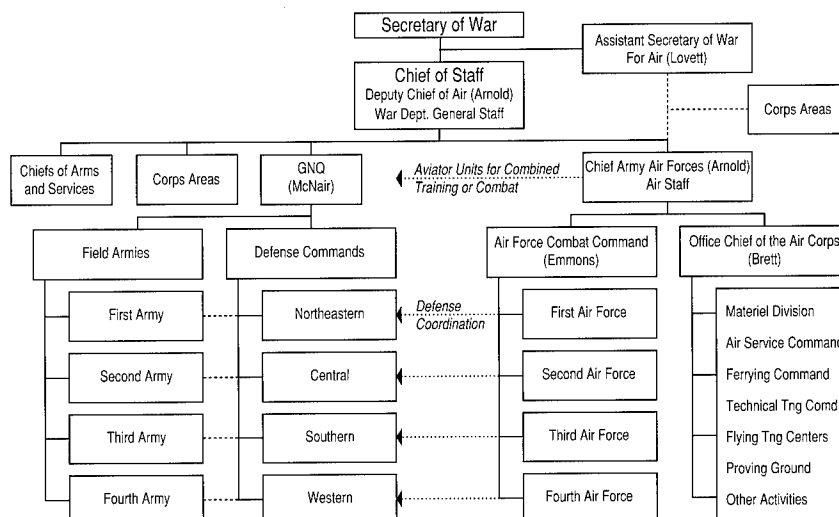 Secretary of War
Assistant Secretary of War
For Air (Lovett)
Chief of Staff
Deputy Chief of Air (Arnold)
War Dept. General Staff
Corps Areas
Chiefs of Arms
and Services
Corps Areas
GNQ
(McNair)
Aviator Units for Combined
Training or Combat
Chief Army Air Forces (Arnold)
Air Staff
Field Armies
Defense Commands
Air Force Combat Command
(Emmons)
Office Chief of the Air Corps
(Brett)
First Army
Northeastern
Defense
Coordination
First Air Force
Materiel Division
Air Service Command
Second Army
Central
Second Air Force
Ferrying Command
Technical Tng Comd
Third Army
Southern
Third Air Force
Flying Tng Centers
Proving Ground
Fourth Army
Western
Fourth Air Force
Other Activities